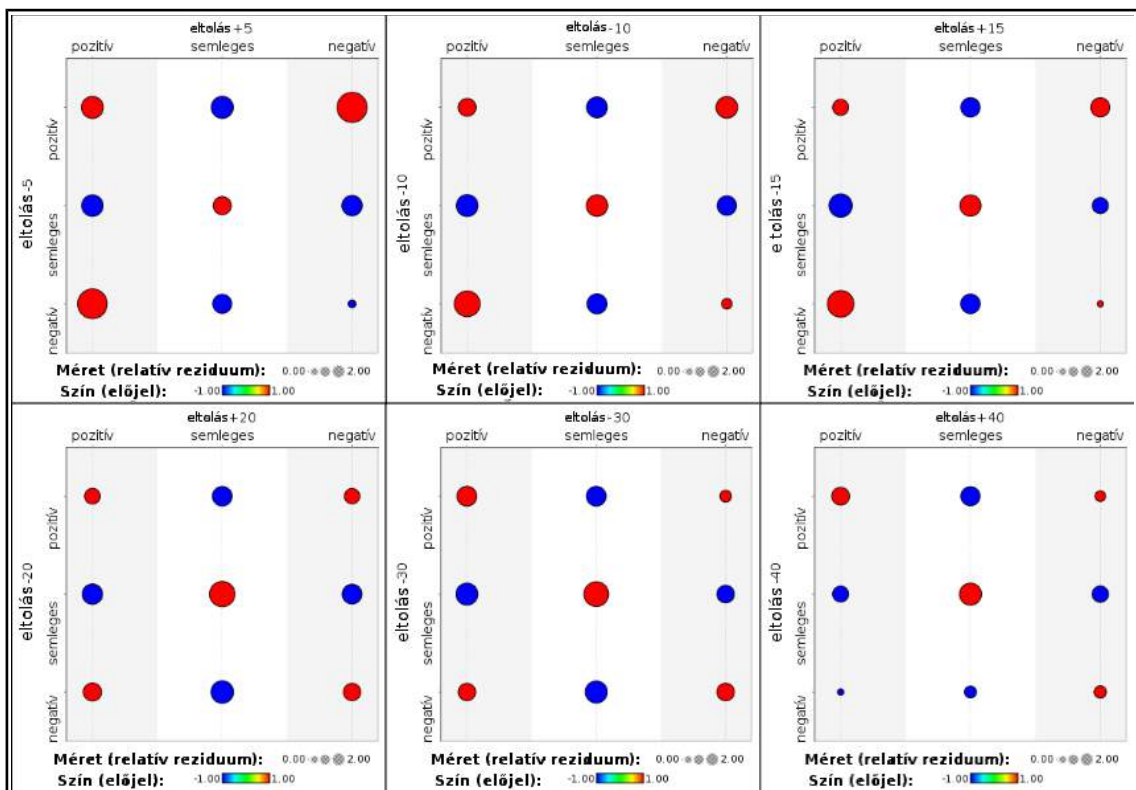 eltolás+5
pozitív semleges negatív
eltolás -5
pozitív
semleges
negatív
Méret (relatív reziduum): 0.00 2.00
Szín (előjel): -1.00 1.00
eltolás-10
pozitív semleges negatív
eltolás -10
pozitív
semleges
negatív
Méret (relatív reziduum): 0.00 2.00
Szín (előjel): -1.00 1.00
eltolás+15
pozitív semleges negatív
e tolás -15
pozitív
semleges
negatív
Méret (relatív reziduum): 0.00 2.00
Szín (előjel): -1.00 1.00
eltolás+20
pozitív semleges negatív
eltolás -20
pozitív
semleges
negatív
Méret (relatív reziduum): 0.00 2.00
Szín (előjel): -1.00 1.00
eltolás-30
pozitív semleges negatív
eltolás -30
pozitív
semleges
negatív
Méret (relatív reziduum): 0.00 2.00
Szín (előjel): -1.00 1.00
eltolás+40
pozitív semleges negatív
eltolás -40
pozitív
semleges
negatív
Méret (relatív reziduum): 0.00 2.00
Szín (előjel): -1.00 1.00